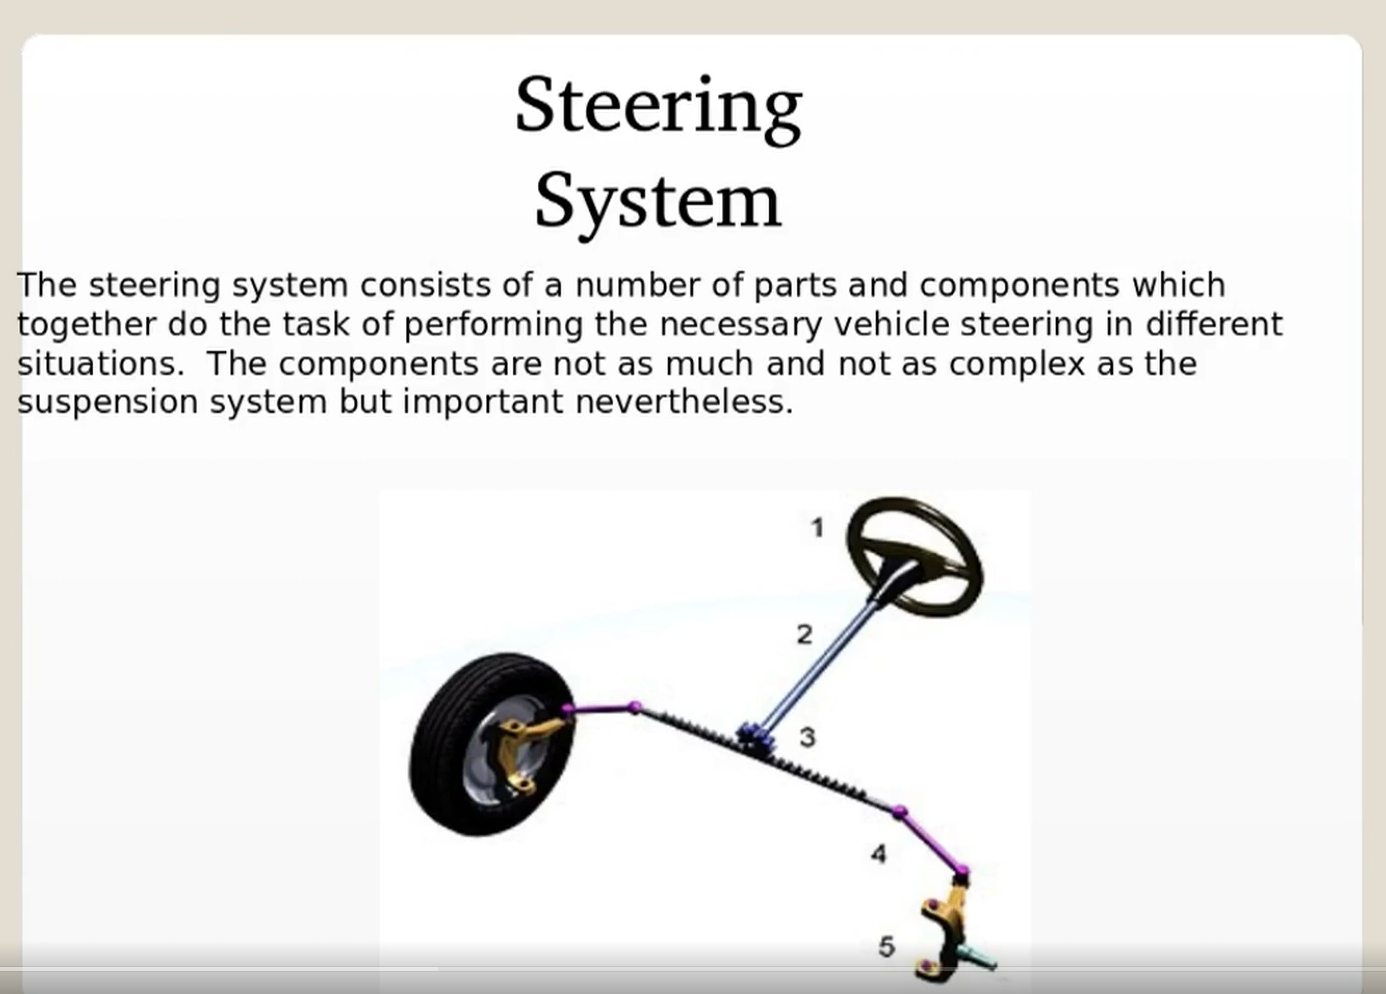 Steering
System
The steering system consists of a number of parts and components which
together do the task of performing the necessary vehicle steering in different
situations.  The components are not as much and not as complex as the
suspension system but important nevertheless.
1
2
3
4
5